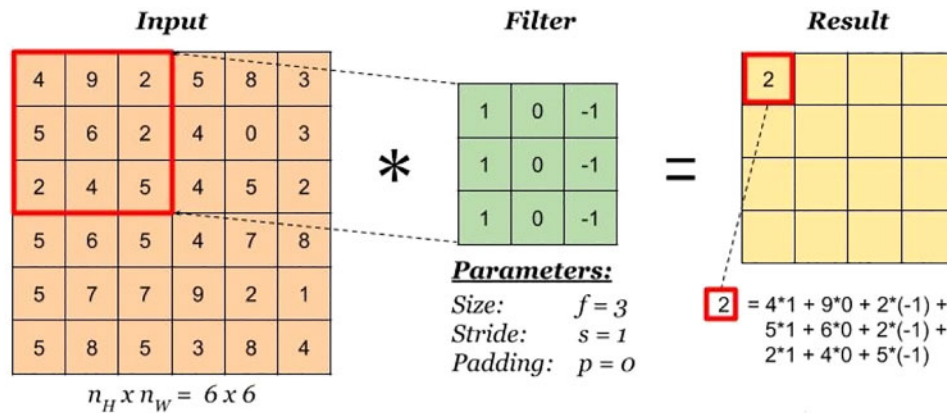 Input
4 9 2 5 8 3
5 6 2 4 0 3
2 4 5 4 5 2
5 6 5 4 7 8
5 7 7 9 2 1
5 8 5 3 8 4
n_H x n_W = 6 x 6
*
Filter
1 0 -1
1 0 -1
1 0 -1
Parameters:
Size: f = 3
Stride: s = 1
Padding: p = 0
=
Result
2
2 = 4*1 + 9*0 + 2*(-1) +
5*1 + 6*0 + 2*(-1) +
2*1 + 4*0 + 5*(-1)